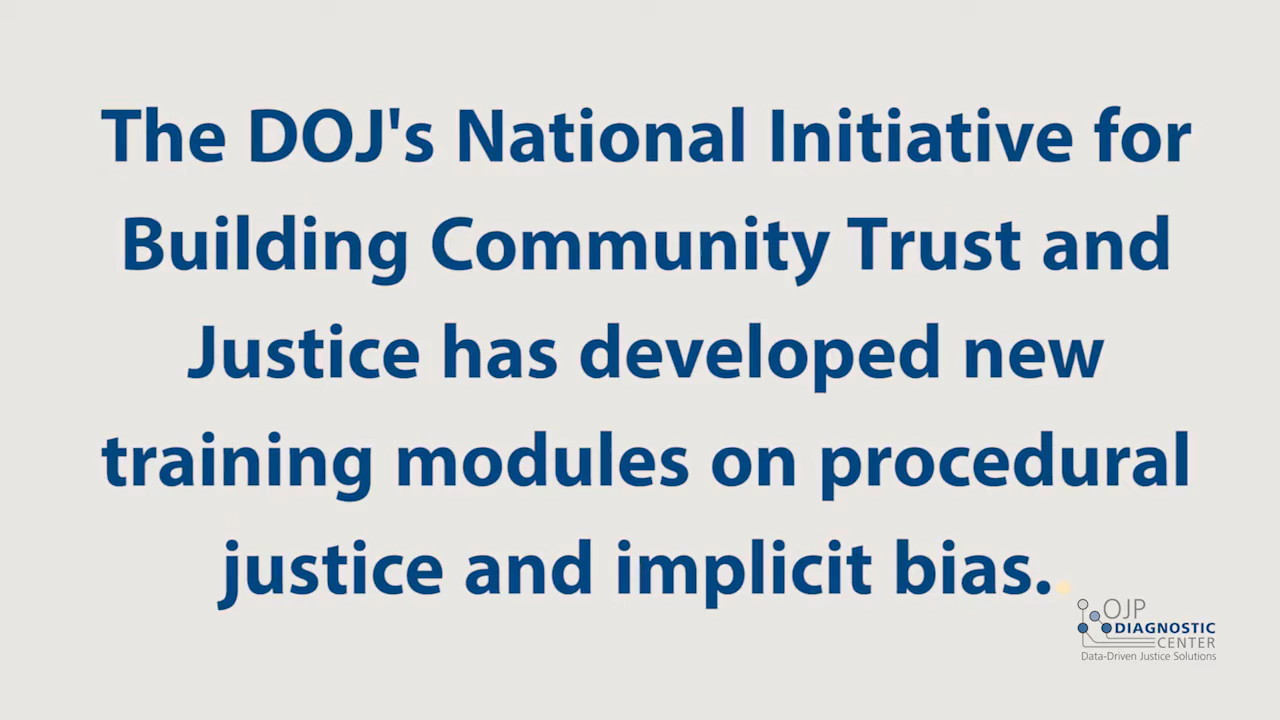 The DOJ's National Initiative for
Building Community Trust and
Justice has developed new
training modules on procedural
justice and implicit bias.
OJP
DIAGNOSTIC
CENTER
Data-Driven Justice Solutions